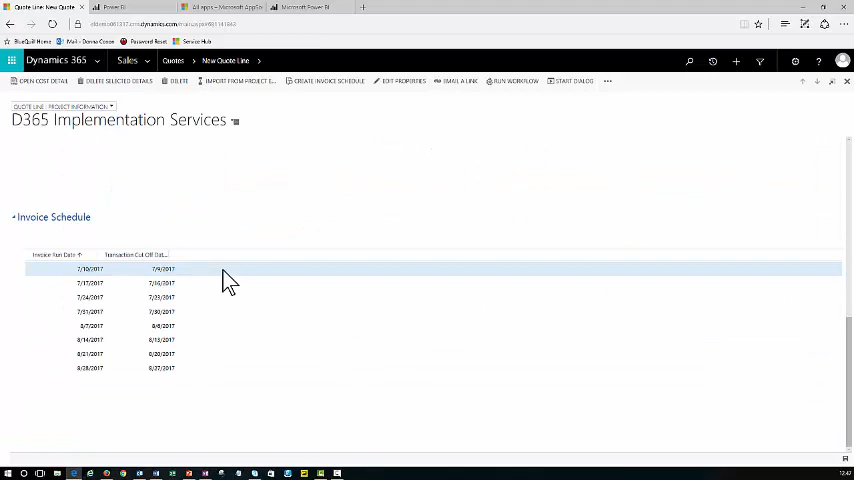 Quote Line: New Quote
Power BI
All apps – Microsoft AppSo
Microsoft Power BI
dynamics.com
BlueQuill Home
Mail – Donna Conon
Password Reset
Service Hub
Dynamics 365
Sales
Quotes
New Quote Line
OPEN COST DETAIL
DELETE SELECTED DETAILS
DELETE
IMPORT FROM PROJECT E...
CREATE INVOICE SCHEDULE
EDIT PROPERTIES
EMAIL A LINK
RUN WORKFLOW
START DIALOG
QUOTE LINE : PROJECT INFORMATION
D365 Implementation Services
Invoice Schedule
Invoice Run Date Transaction Cut Off Dat...
7/10/2017 7/9/2017
7/17/2017 7/16/2017
7/24/2017 7/23/2017
7/31/2017 7/30/2017
8/7/2017 8/6/2017
8/14/2017 8/13/2017
8/21/2017 8/20/2017
8/28/2017 8/27/2017
12:47